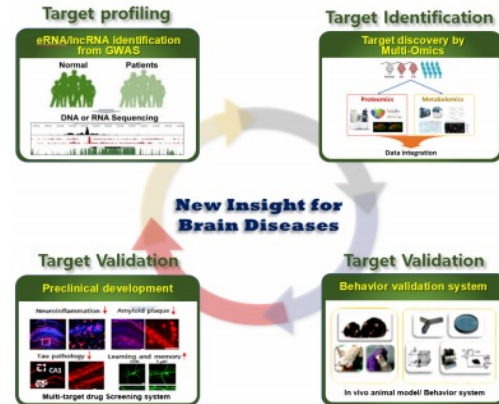 Target profiling
eRNA/lncRNA identification
from GWAS
Normal Patients
DNA or RNA Sequencing
Target Identification
Target discovery by
Multi-Omics
Proteomics Metabolomics
Data integration
New Insight for
Brain Diseases
Target Validation
Preclinical development
Neuroinflammation Amyloid plaque
Tau pathology Learning and memory
CA1
Multi-target drug Screening system
Target Validation
Behavior validation system
In vivo animal model/ Behavior system